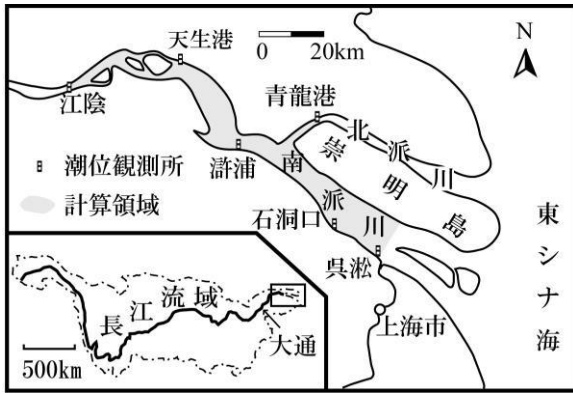 天生港
0 20km
N
江陰
青龍港
北派川
崇明島
滸浦
南派川
潮位観測所
計算領域
石洞口
呉淞
東シナ海
長江流域
大通
上海市
500km